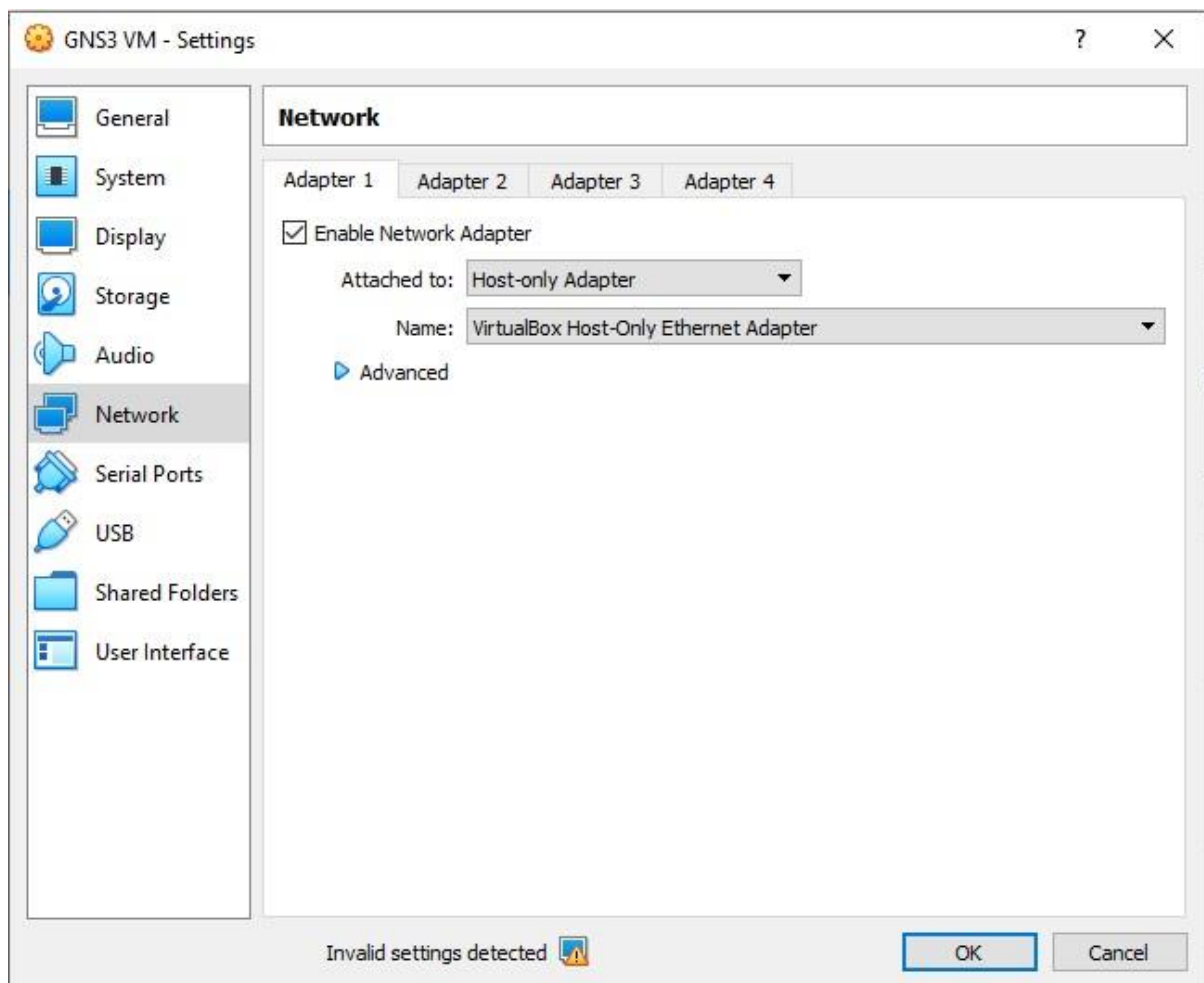 GNS3 VM - Settings
?
General
System
Display
Storage
Audio
Network
Serial Ports
USB
Shared Folders
User Interface
Network
Adapter 1 Adapter 2 Adapter 3 Adapter 4
Enable Network Adapter
Attached to: Host-only Adapter
Name: VirtualBox Host-Only Ethernet Adapter
Advanced
Invalid settings detected
OK Cancel